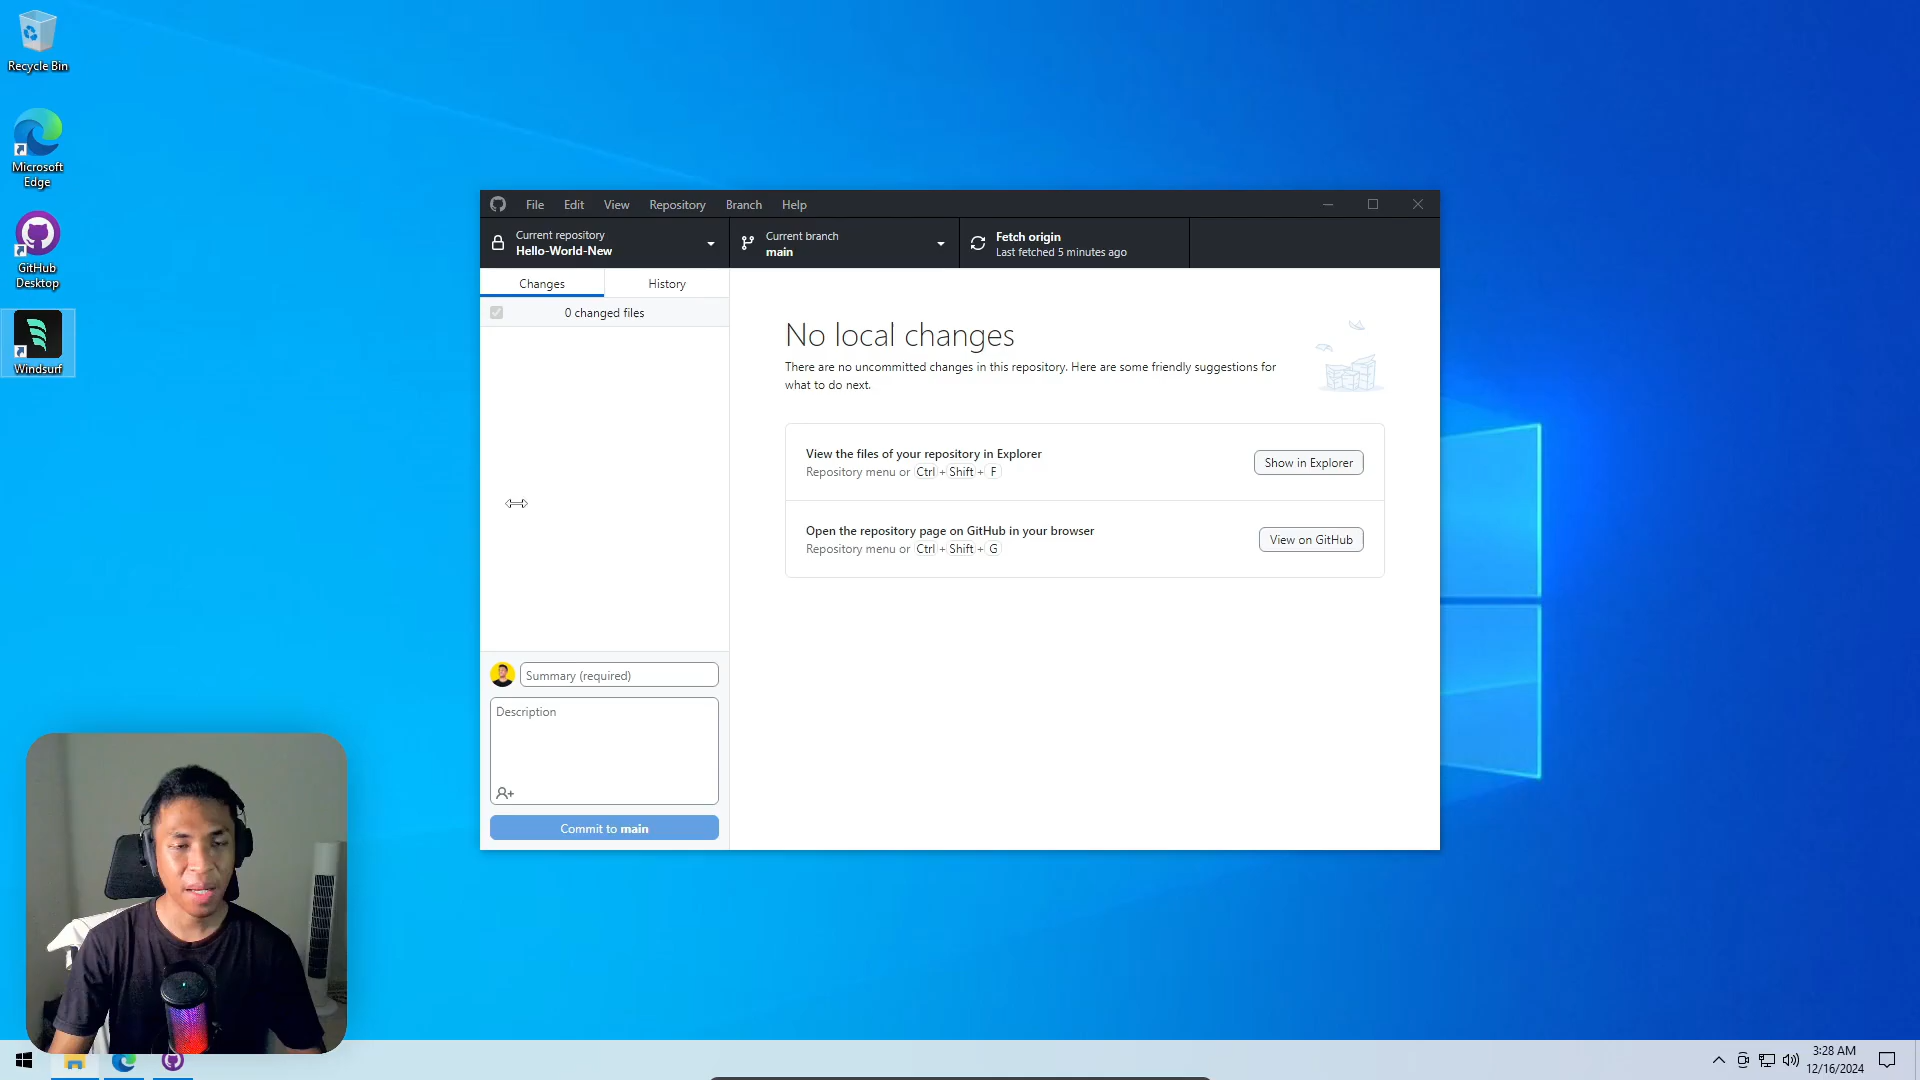 Recycle Bin
Microsoft
Edge
GitHub
Desktop
Windsurf
File Edit View Repository Branch Help
Current repository
Hello-World-New
Current branch
main
Fetch origin
Last fetched 5 minutes ago
Changes
History
0 changed files
No local changes
There are no uncommitted changes in this repository. Here are some friendly suggestions for
what to do next.
View the files of your repository in Explorer
Repository menu or Ctrl + Shift + F
Show in Explorer
Open the repository page on GitHub in your browser
Repository menu or Ctrl + Shift + G
View on GitHub
Summary (required)
Description
Commit to main
3:28 AM
12/16/2024